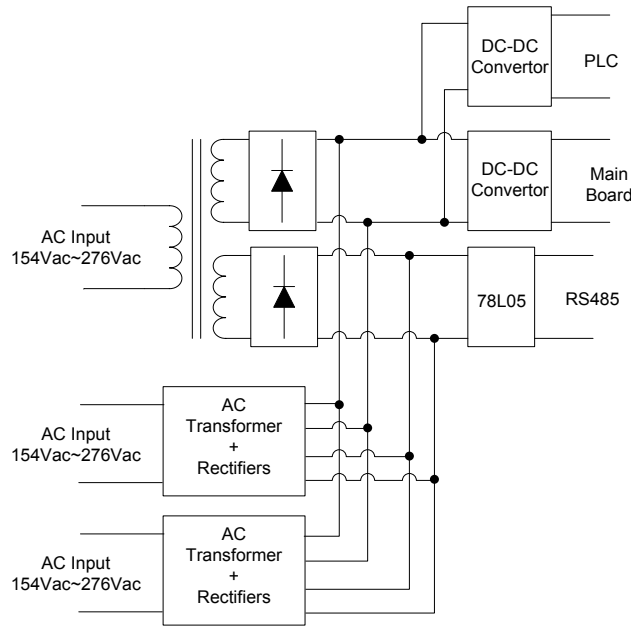 DC-DC
Convertor
PLC
DC-DC
Convertor
Main
Board
AC Input
154Vac~276Vac
78L05
RS485
AC
Transformer
+
Rectifiers
AC Input
154Vac~276Vac
AC
Transformer
+
Rectifiers
AC Input
154Vac~276Vac